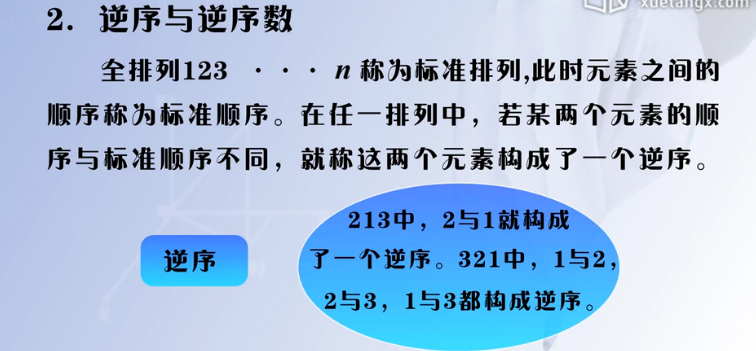 xuetangx.com
2. 逆序与逆序数
全排列123 ··· n 称为标准排列,此时元素之间的
顺序称为标准顺序。在任一排列中，若某两个元素的顺
序与标准顺序不同，就称这两个元素构成了一个逆序。
213中，2与1就构成
逆序
了一个逆序。321中，1与2，
2与3，1与3都构成逆序。